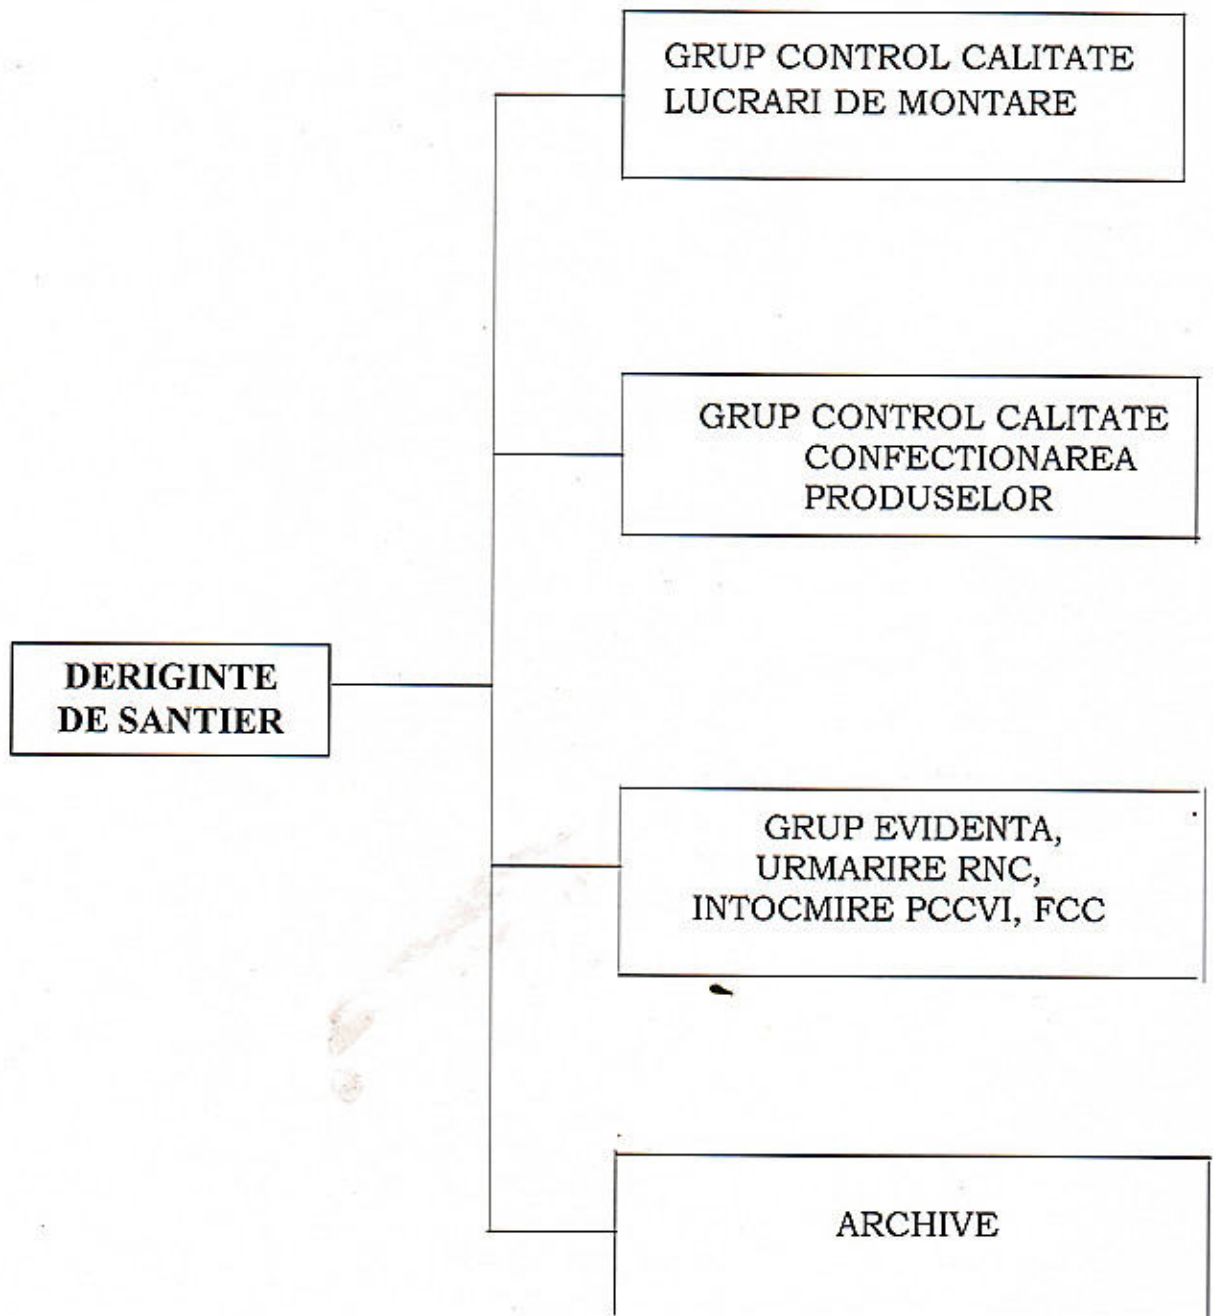 GRUP CONTROL CALITATE
LUCRARI DE MONTARE
GRUP CONTROL CALITATE
CONFECTIONAREA
PRODUSELOR
DERIGINTE
DE SANTIER
GRUP EVIDENTA,
URMARIRE RNC,
INTOCMIRE PCCVI, FCC
ARCHIVE